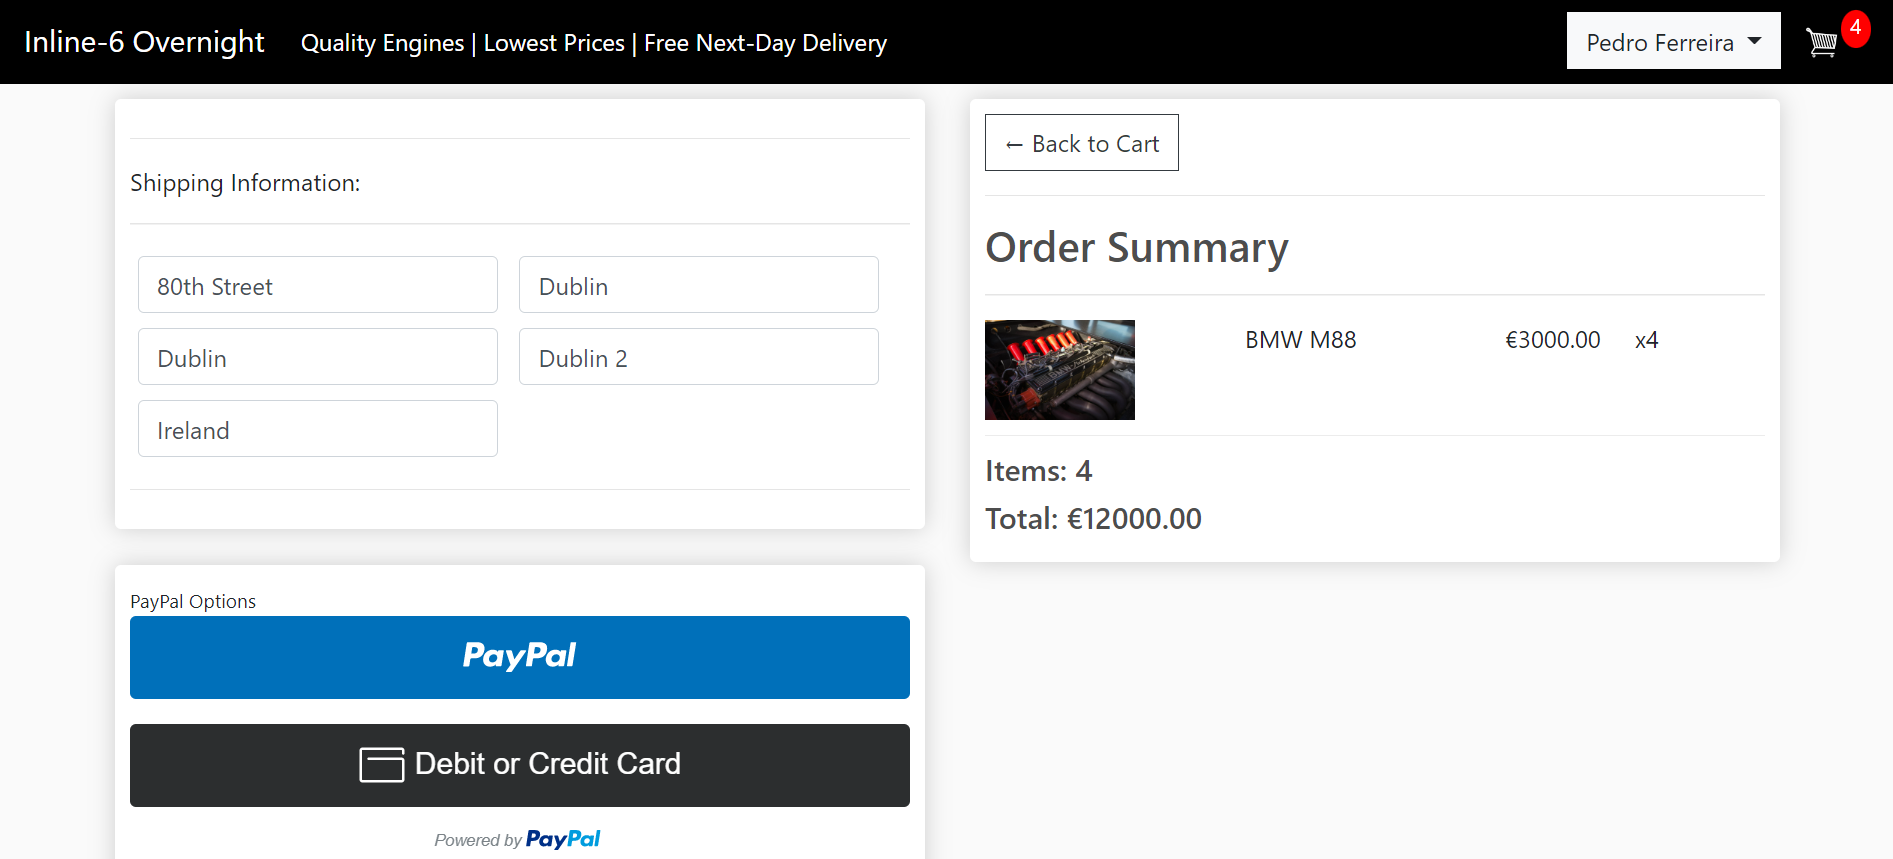 Inline-6 Overnight
Quality Engines | Lowest Prices | Free Next-Day Delivery
Pedro Ferreira
4
Shipping Information:
80th Street
Dublin
Dublin
Dublin 2
Ireland
PayPal Options
PayPal
Debit or Credit Card
Powered by PayPal
← Back to Cart
Order Summary
BMW M88 €3000.00 x4
Items: 4
Total: €12000.00